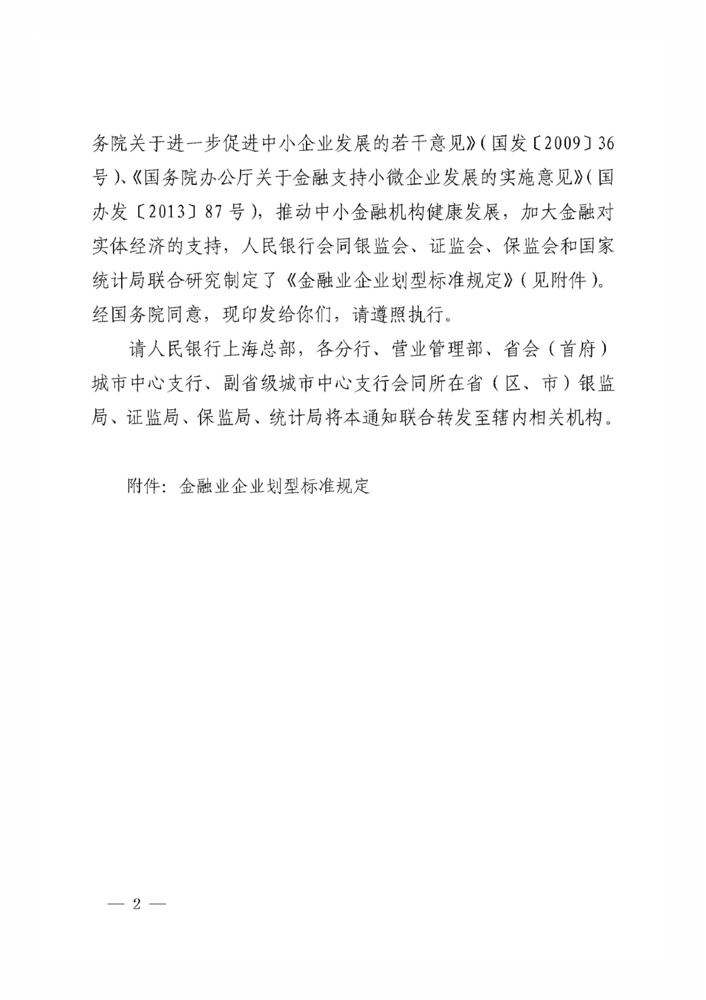 务院关于进一步促进中小企业发展的若干意见》（国发〔2009〕36
号）、《国务院办公厅关于金融支持小微企业发展的实施意见》（国
办发〔2013〕87 号），推动中小金融机构健康发展，加大金融对
实体经济的支持，人民银行会同银监会、证监会、保监会和国家
统计局联合研究制定了《金融业企业划型标准规定》（见附件）。
经国务院同意，现印发给你们，请遵照执行。
请人民银行上海总部，各分行、营业管理部、省会（首府）
城市中心支行、副省级城市中心支行会同所在省（区、市）银监
局、证监局、保监局、统计局将本通知联合转发至辖内相关机构。
附件：金融业企业划型标准规定
— 2 —